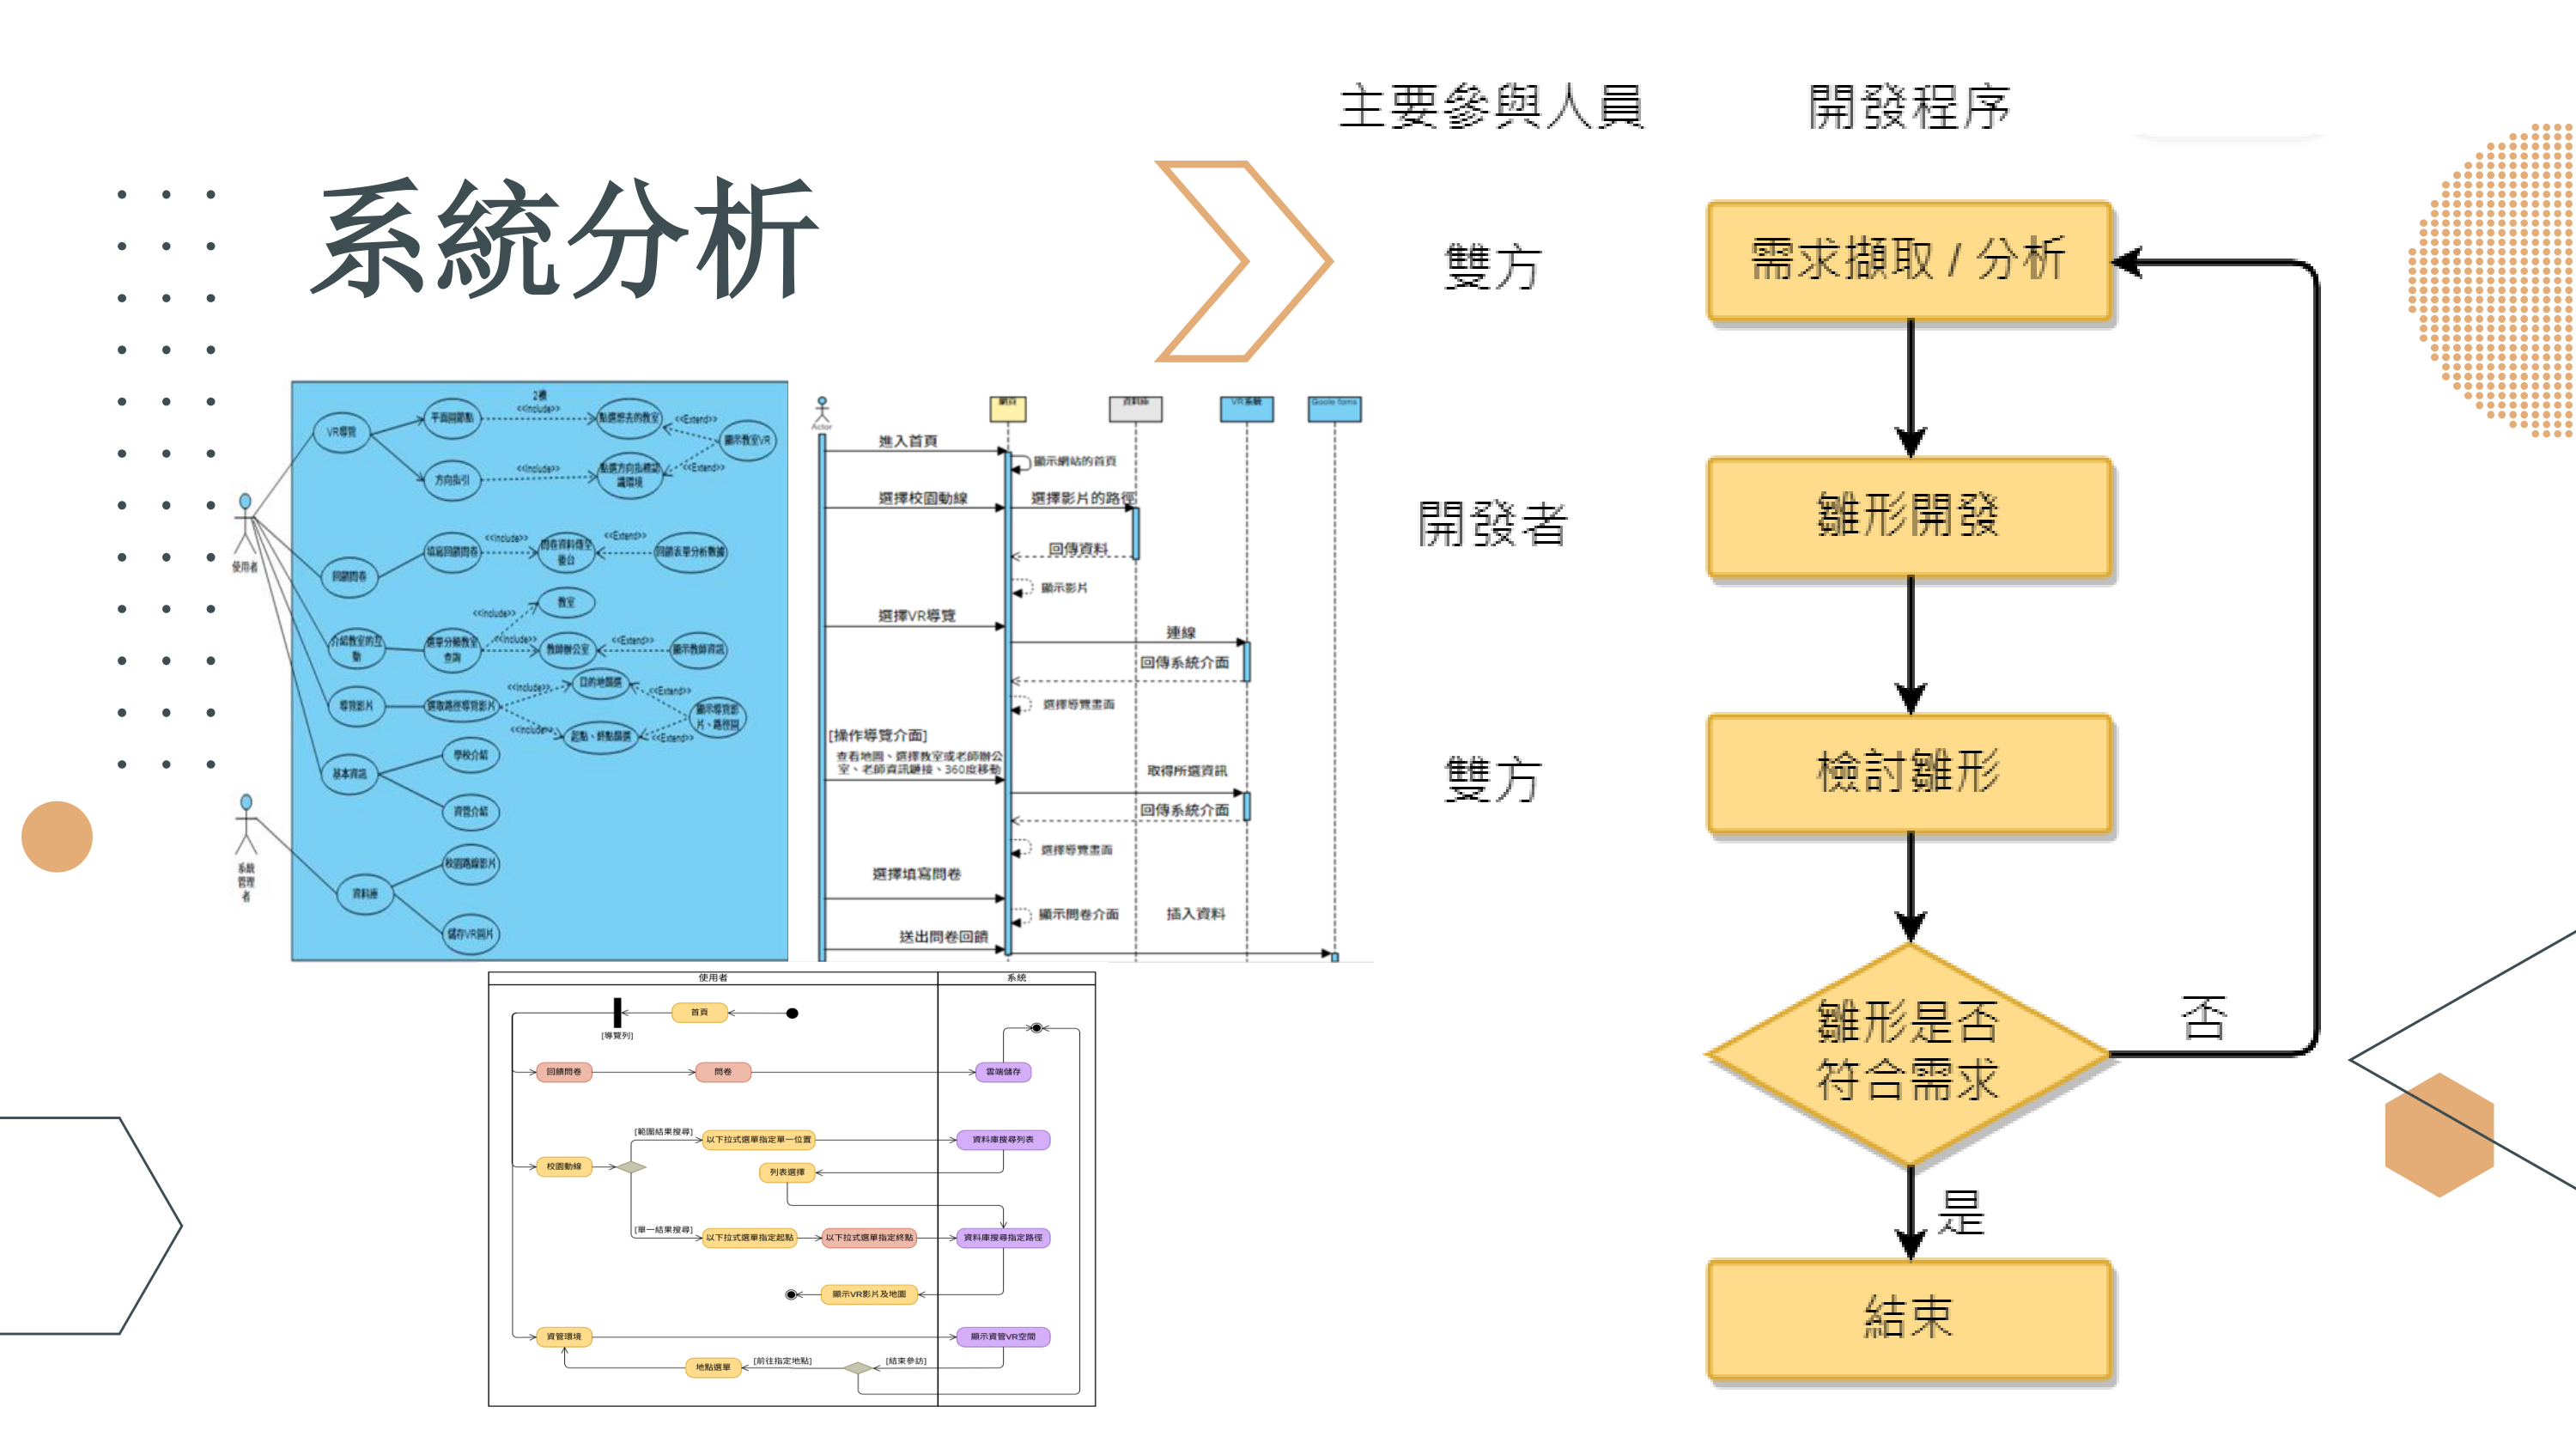 系統分析
主要參與人員 開發程序
雙方
需求擷取 / 分析
開發者
雛形開發
雙方
檢討雛形
雛形是否
符合需求
否
是
結束
2樓
VR導覽
平面圖節點
<<Include>>
點選想去的教室
<<Extend>>
顯示教室VR
方向指引
<<Include>>
點選方向指標認
識環境
<<Extend>>
使用者
回饋問卷
填寫回饋問卷
<<Include>>
問卷資料傳至
後台
<<Extend>>
回饋表單分析數據
介紹教室的互
動
選單分類教室
查詢
<<Include>>
教室
<<Include>>
教師辦公室
<<Extend>>
顯示教師資訊
導覽影片
選取路徑導覽影片
<<Include>>
目的地篩選
<<Extend>>
顯示導覽影
片、路徑圖
<<Include>>
起點、終點篩選
<<Extend>>
基本資訊
學校介紹
資管介紹
系統
管理
者
資料庫
校園路線影片
儲存VR圖片
Actor
網頁
資料庫
VR系統
Goole foms
進入首頁
顯示網站的首頁
選擇校園動線
選擇影片的路徑
回傳資料
顯示影片
選擇VR導覽
連線
回傳系統介面
選擇導覽畫面
[操作導覽介面]
查看地圖、選擇教室或老師辦公
室、老師資訊鏈接、360度移動
取得所選資訊
回傳系統介面
選擇導覽畫面
選擇填寫問卷
顯示問卷介面
插入資料
送出問卷回饋
使用者
系統
首頁
[導覽列]
回饋問卷
問卷
雲端儲存
[範圍結果搜尋]
以下拉式選單指定單一位置
資料庫搜尋列表
校園動線
列表選擇
[單一結果搜尋]
以下拉式選單指定起點
以下拉式選單指定終點
資料庫搜尋指定路徑
顯示VR影片及地圖
資管環境
顯示資管VR空間
地點選單
[前往指定地點]
[結束參訪]